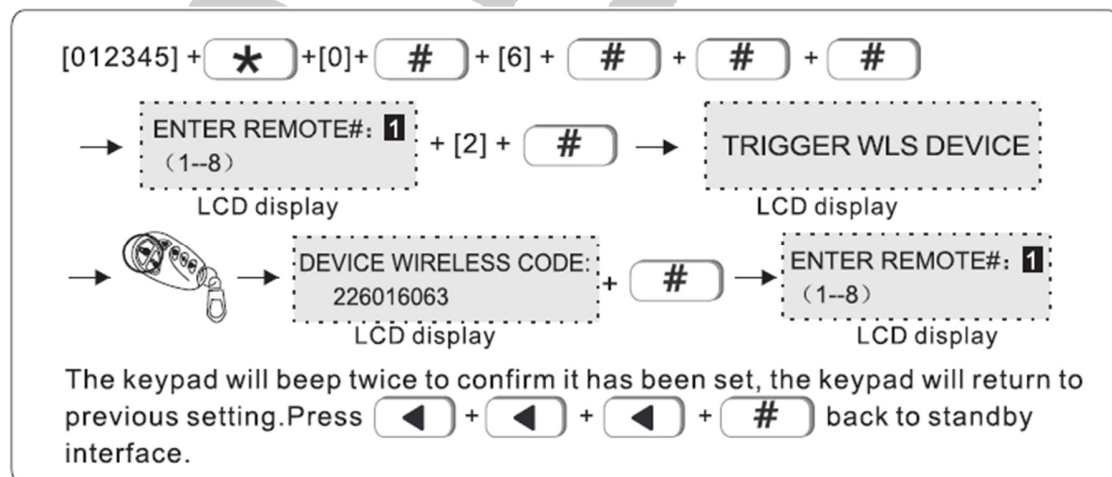 [012345] + * +[0]+ # + [6] + # + # + #
ENTER REMOTE#: 1 + [2] + # TRIGGER WLS DEVICE
(1--8)
LCD display LCD display
DEVICE WIRELESS CODE: + # ENTER REMOTE#: 1
226016063 (1--8)
LCD display LCD display
The keypad will beep twice to confirm it has been set, the keypad will return to
previous setting.Press ◀ + ◀ + ◀ + # back to standby
interface.